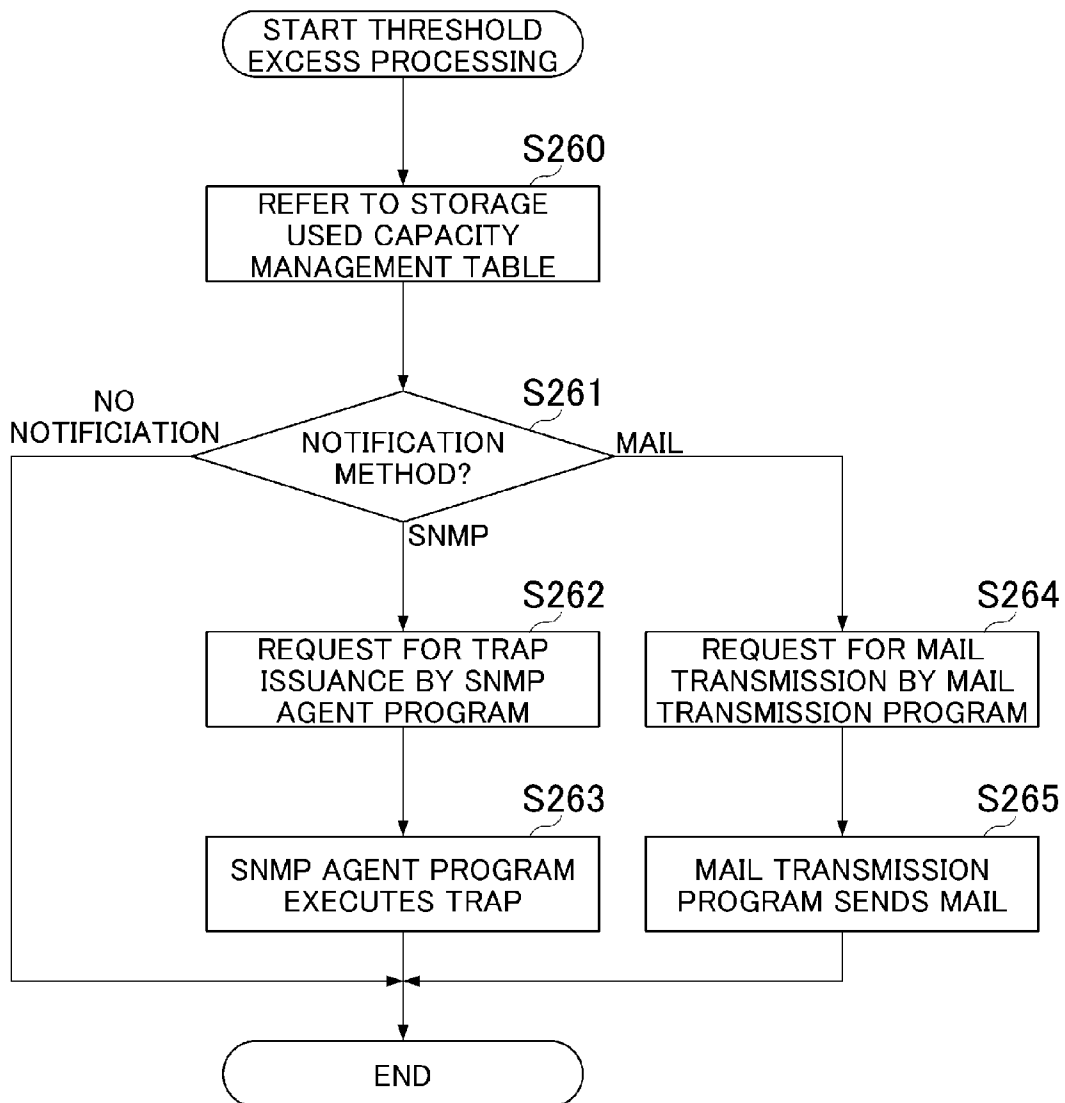 START THRESHOLD
EXCESS PROCESSING
S260
REFER TO STORAGE
USED CAPACITY
MANAGEMENT TABLE
S261
NO
NOTIFICIATION
NOTIFICATION
METHOD?
MAIL
SNMP
S262
REQUEST FOR TRAP
ISSUANCE BY SNMP
AGENT PROGRAM
S264
REQUEST FOR MAIL
TRANSMISSION BY MAIL
TRANSMISSION PROGRAM
S263
SNMP AGENT PROGRAM
EXECUTES TRAP
S265
MAIL TRANSMISSION
PROGRAM SENDS MAIL
END